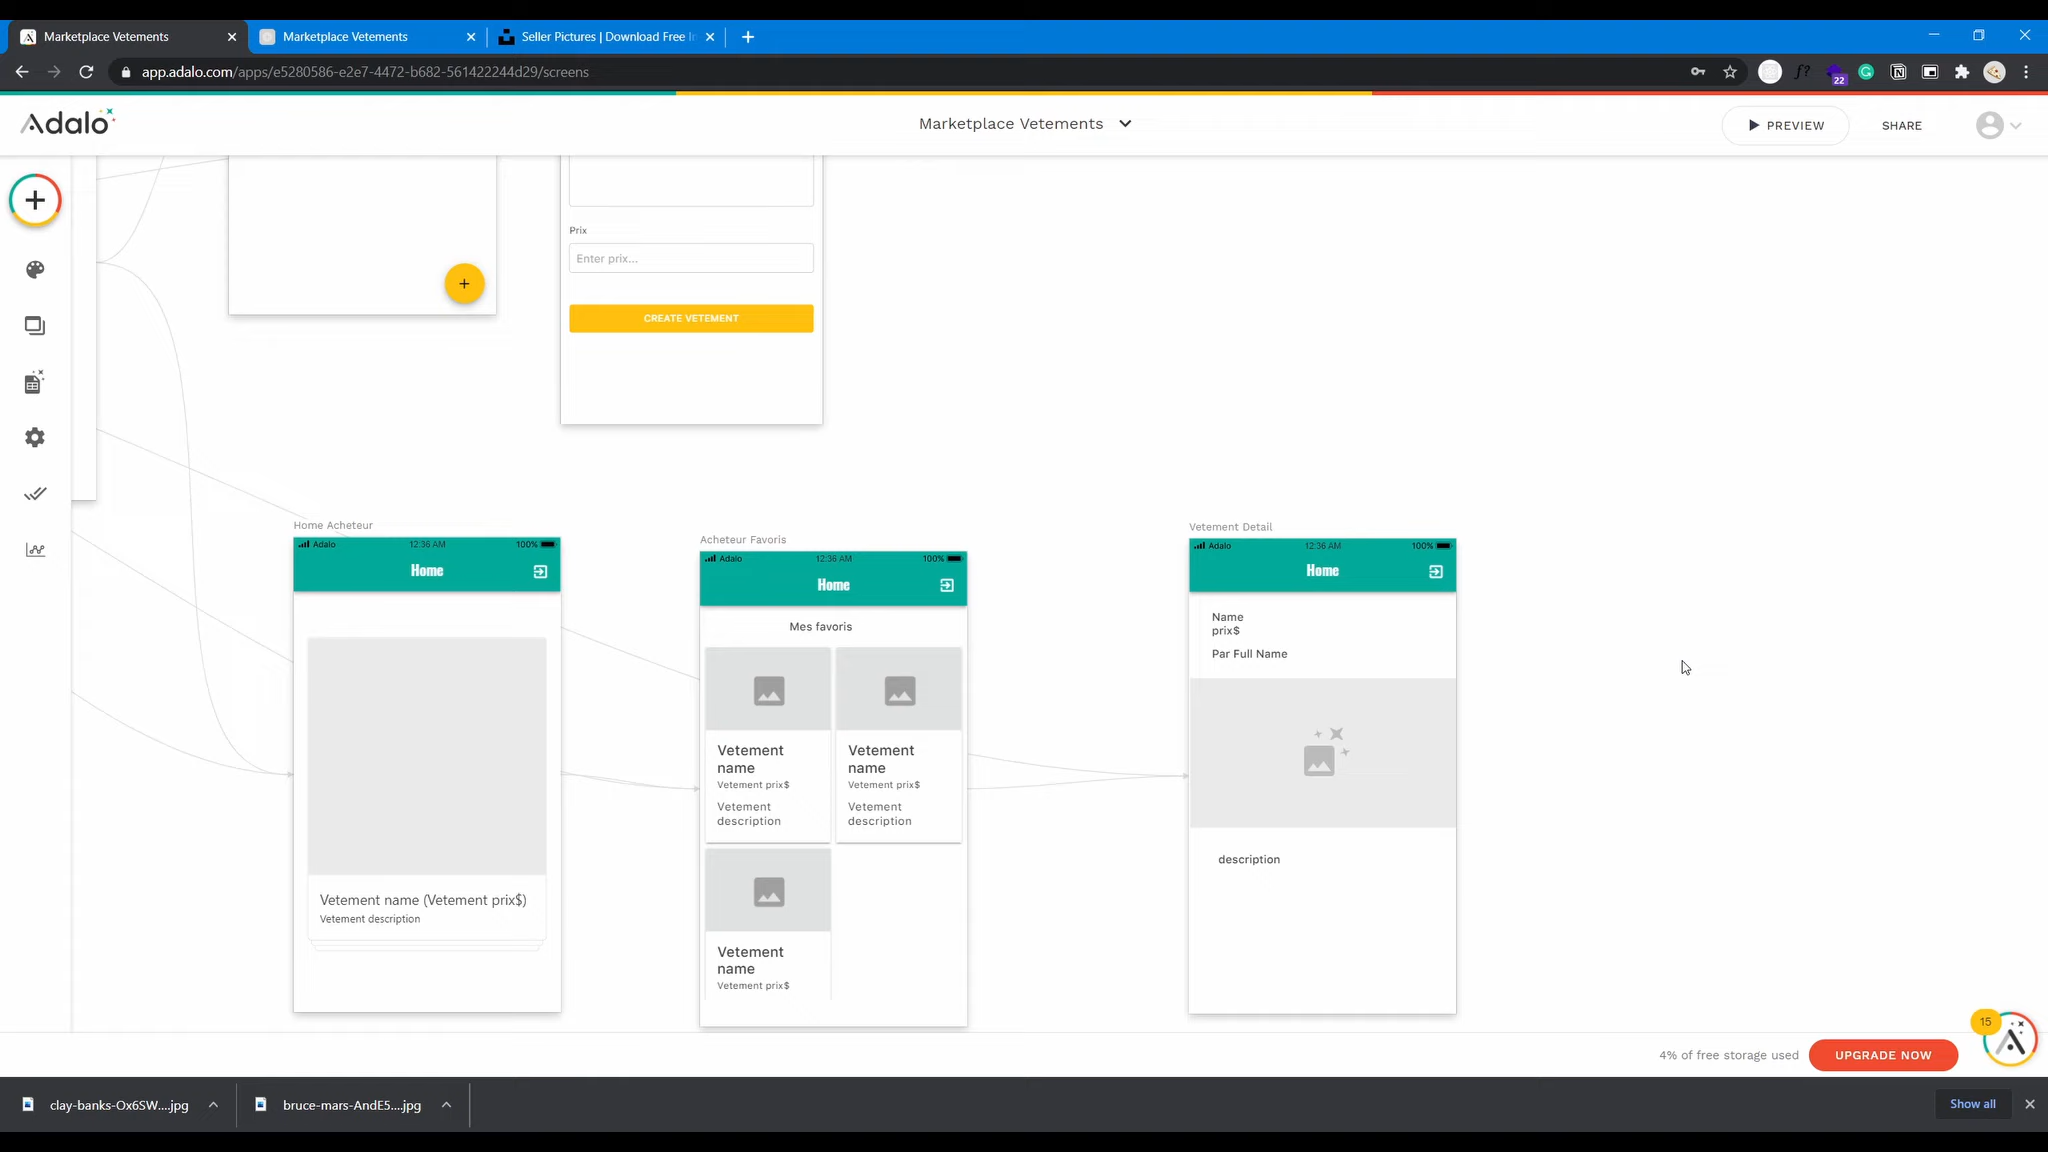 Marketplace Vetements
Marketplace Vetements
Seller Pictures | Download Free
app.adalo.com/apps/e5280586-e2e7-4472-b682-561422244d29/screens
22
Adalo
Marketplace Vetements
PREVIEW
SHARE
Prix
Enter prix...
CREATE VETEMENT
Home Acheteur
Adalo 12:36 AM 100%
Home
Vetement name (Vetement prix$)
Vetement description
Acheteur Favoris
Adalo 12:36 AM 100%
Home
Mes favoris
Vetement
name
Vetement prix$
Vetement
description
Vetement
name
Vetement prix$
Vetement
description
Vetement
name
Vetement prix$
Vetement Detail
Adalo 12:36 AM 100%
Home
Name
prix$
Par Full Name
description
15
4% of free storage used
UPGRADE NOW
clay-banks-Ox6SW....jpg
bruce-mars-AndE5....jpg
Show all